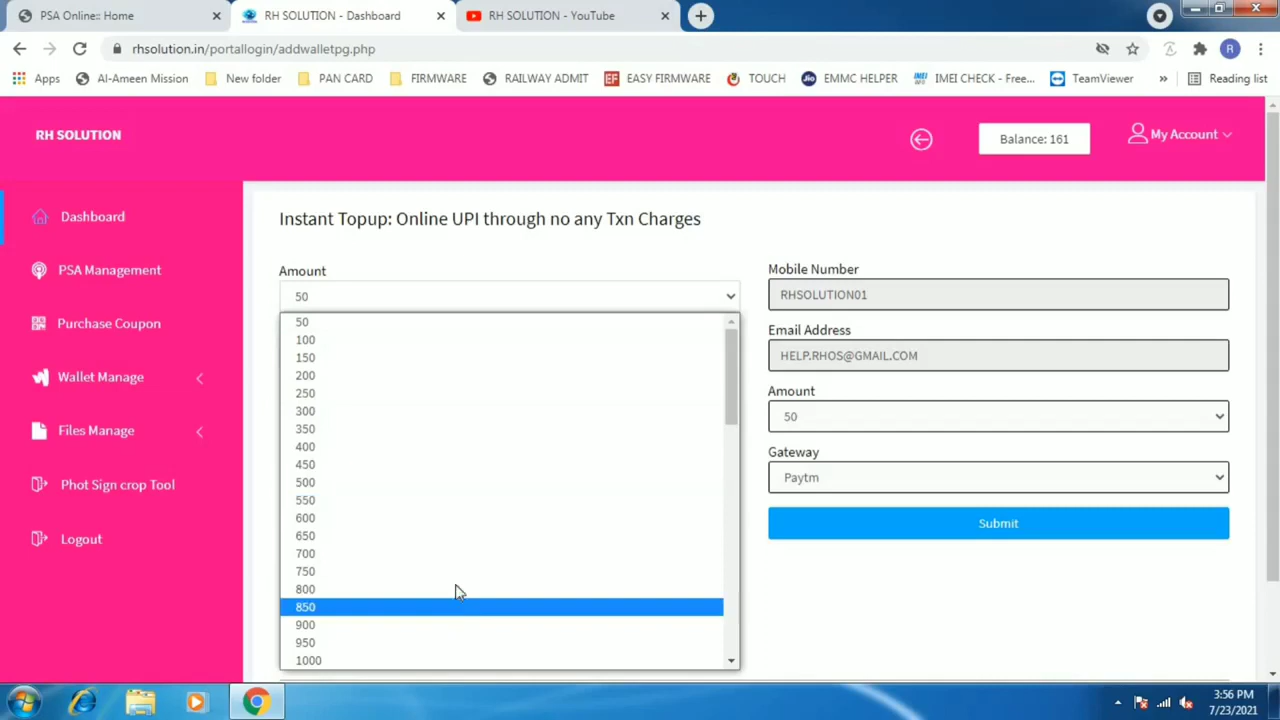 PSA Online:: Home
RH SOLUTION - Dashboard
RH SOLUTION - YouTube
rhsolution.in/portallogin/addwalletpg.php
R
Apps
Al-Ameen Mission
New folder
PAN CARD
FIRMWARE
RAILWAY ADMIT
EF EASY FIRMWARE
TOUCH
Jio EMMC HELPER
IMEI CHECK - Free...
TeamViewer
»
Reading list
RH SOLUTION
Balance: 161
My Account
Dashboard
PSA Management
Purchase Coupon
Wallet Manage
Files Manage
Phot Sign crop Tool
Logout
Instant Topup: Online UPI through no any Txn Charges
Amount
50
50
100
150
200
250
300
350
400
450
500
550
600
650
700
750
800
850
900
950
1000
Mobile Number
RHSOLUTION01
Email Address
HELP.RHOS@GMAIL.COM
Amount
50
Gateway
Paytm
Submit
3:56 PM
7/23/2021